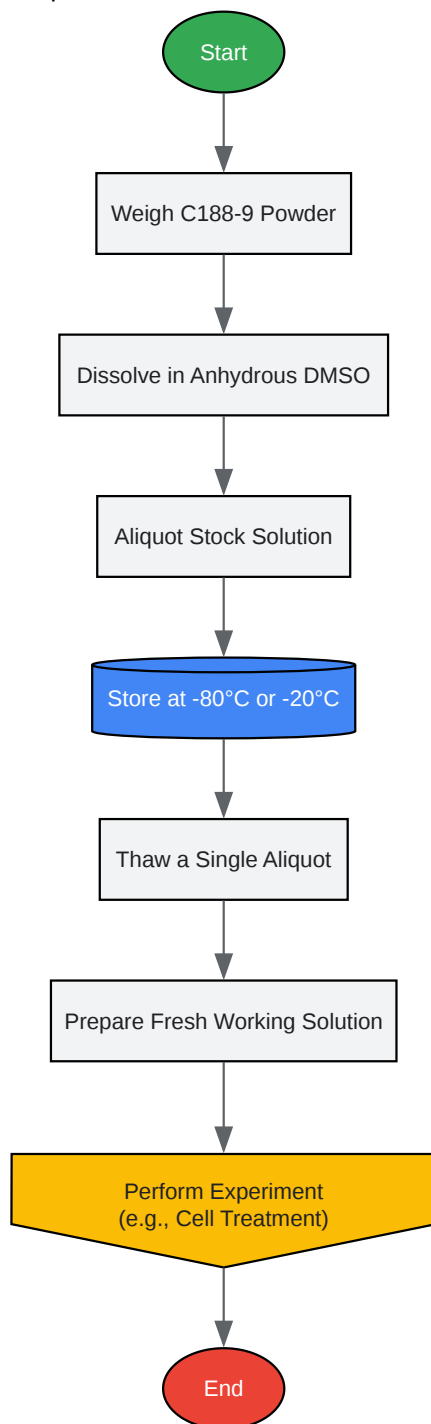 Start
Weigh C188-9 Powder
Dissolve in Anhydrous DMSO
Aliquot Stock Solution
Store at -80°C or -20°C
Thaw a Single Aliquot
Prepare Fresh Working Solution
Perform Experiment
(e.g., Cell Treatment)
End